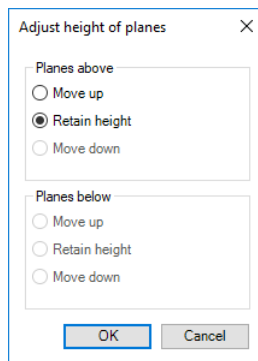 Adjust height of planes
Planes above
Move up
Retain height
Move down
Planes below
Move up
Retain height
Move down
OK Cancel